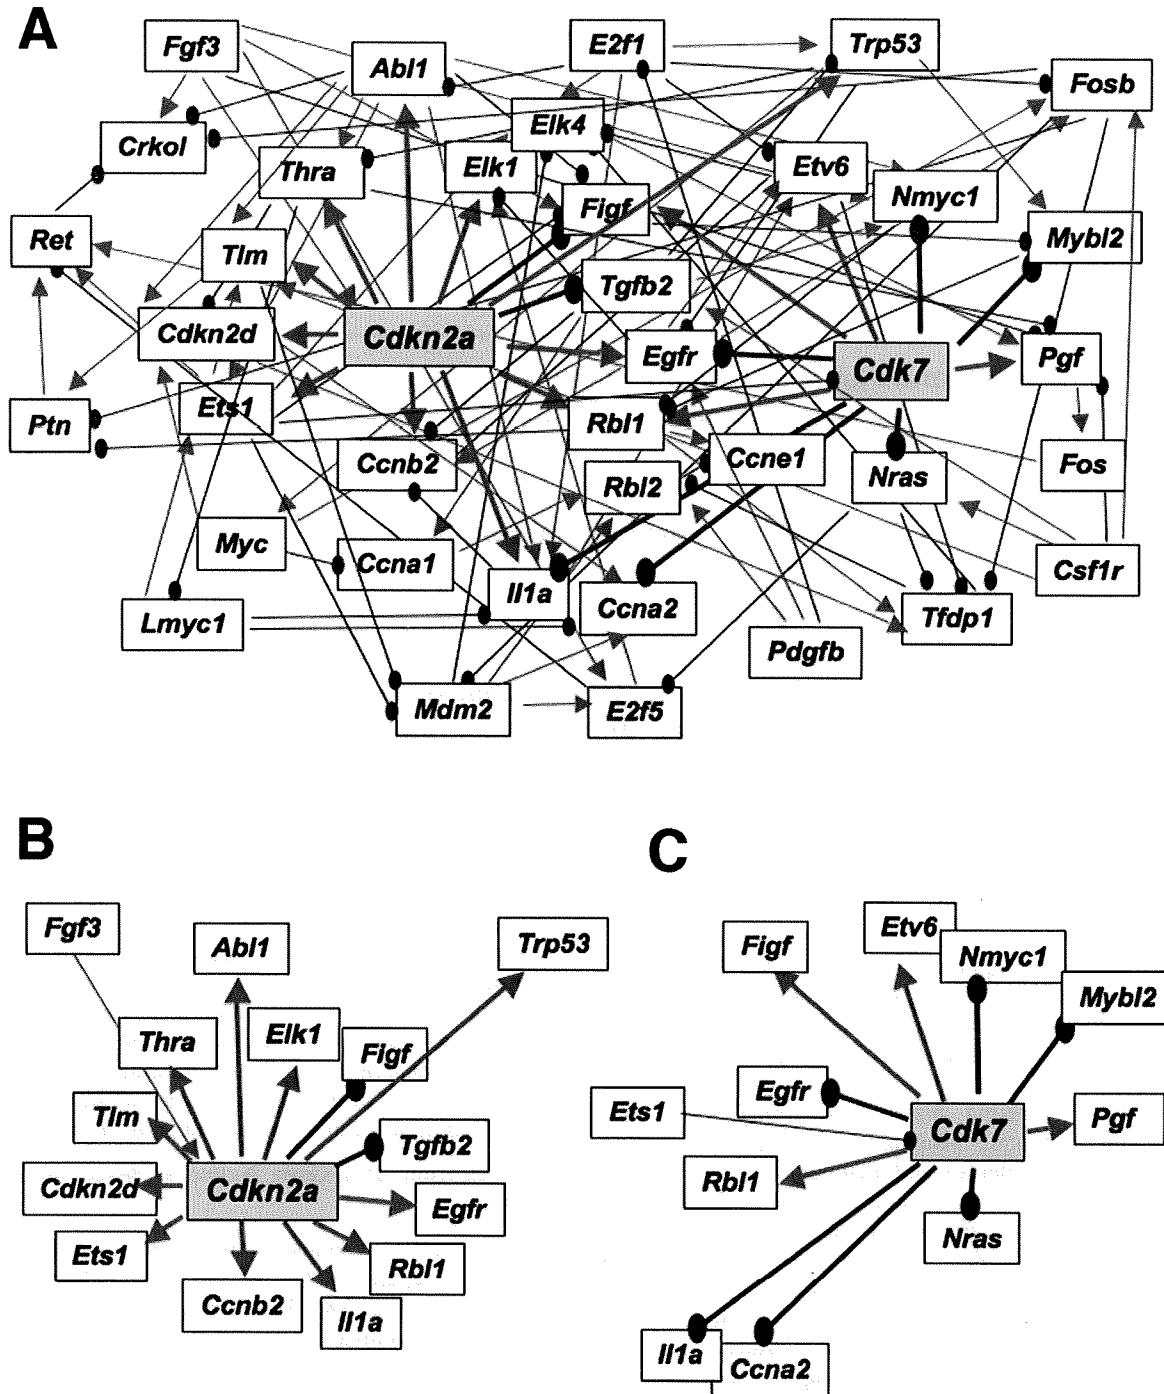 A
Fgf3
Abl1
E2f1
Trp53
Fosb
Crkol
Elk4
Thra
Elk1
Etv6
Nmyc1
Figf
Ret
Tlm
Mybl2
Tgfb2
Cdkn2d
Cdkn2a
Egfr
Cdk7
Pgf
Ptn
Ets1
Rbl1
Ccnb2
Ccne1
Fos
Rbl2
Nras
Myc
Ccna1
Il1a
Ccna2
Csf1r
Lmyc1
Tfdp1
Pdgfb
Mdm2
E2f5
B
Fgf3
Abl1
Trp53
Thra
Elk1
Figf
Tlm
Tgfb2
Cdkn2d
Cdkn2a
Egfr
Ets1
Rbl1
Ccnb2
Il1a
C
Figf
Etv6
Nmyc1
Mybl2
Egfr
Ets1
Cdk7
Pgf
Rbl1
Nras
Il1a
Ccna2